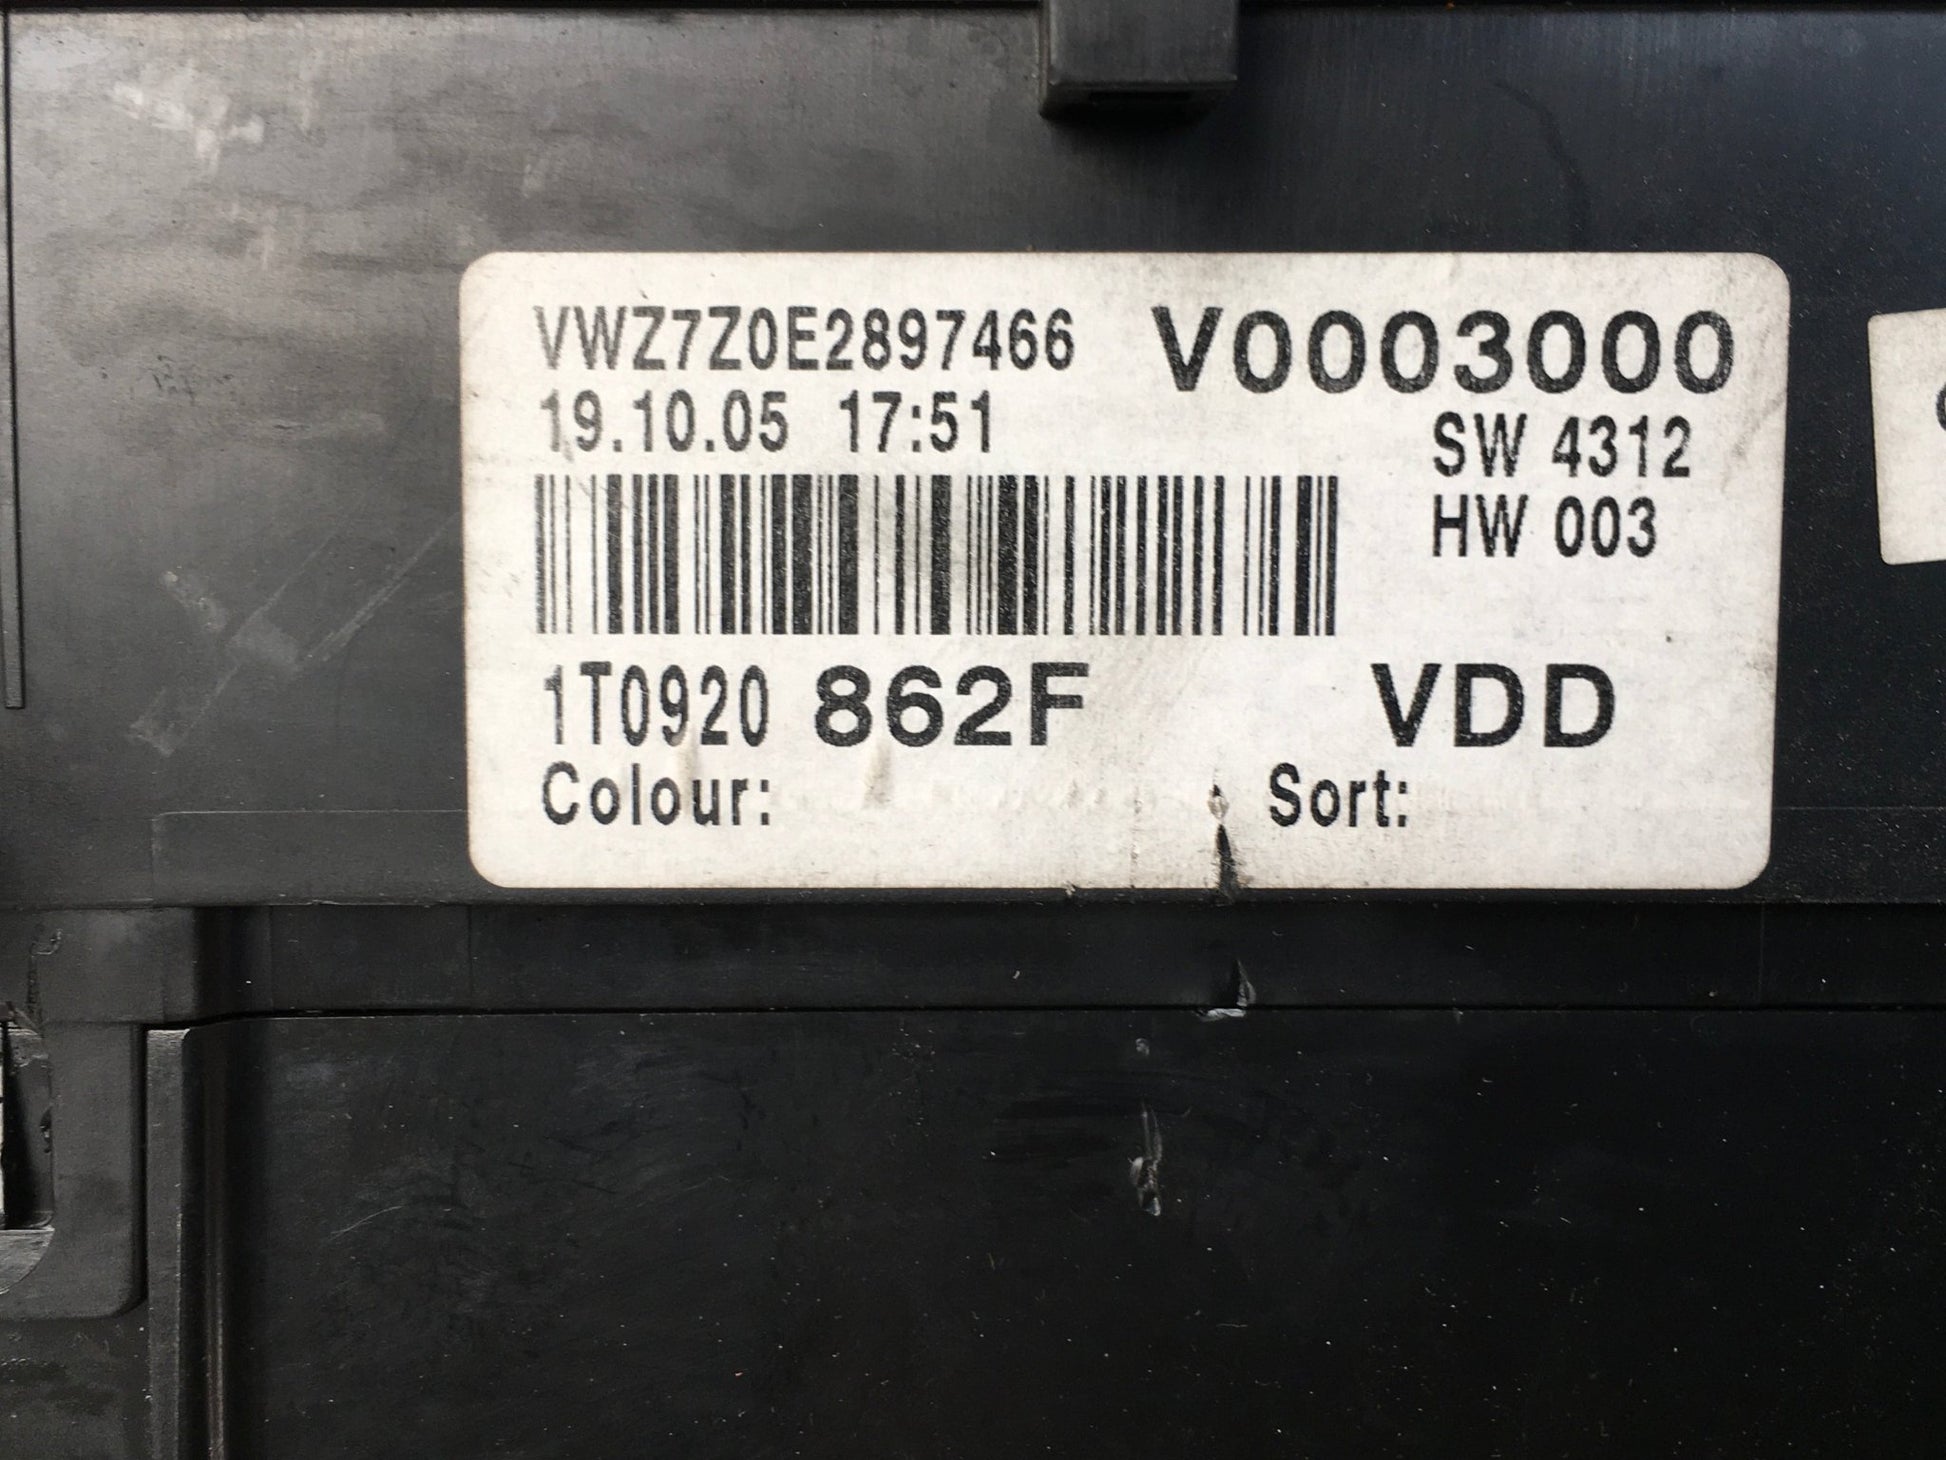 VWZ7Z0E2897466 V0003000
19.10.05 17:51 SW 4312
HW 003
1T0920 862F VDD
Colour: Sort: